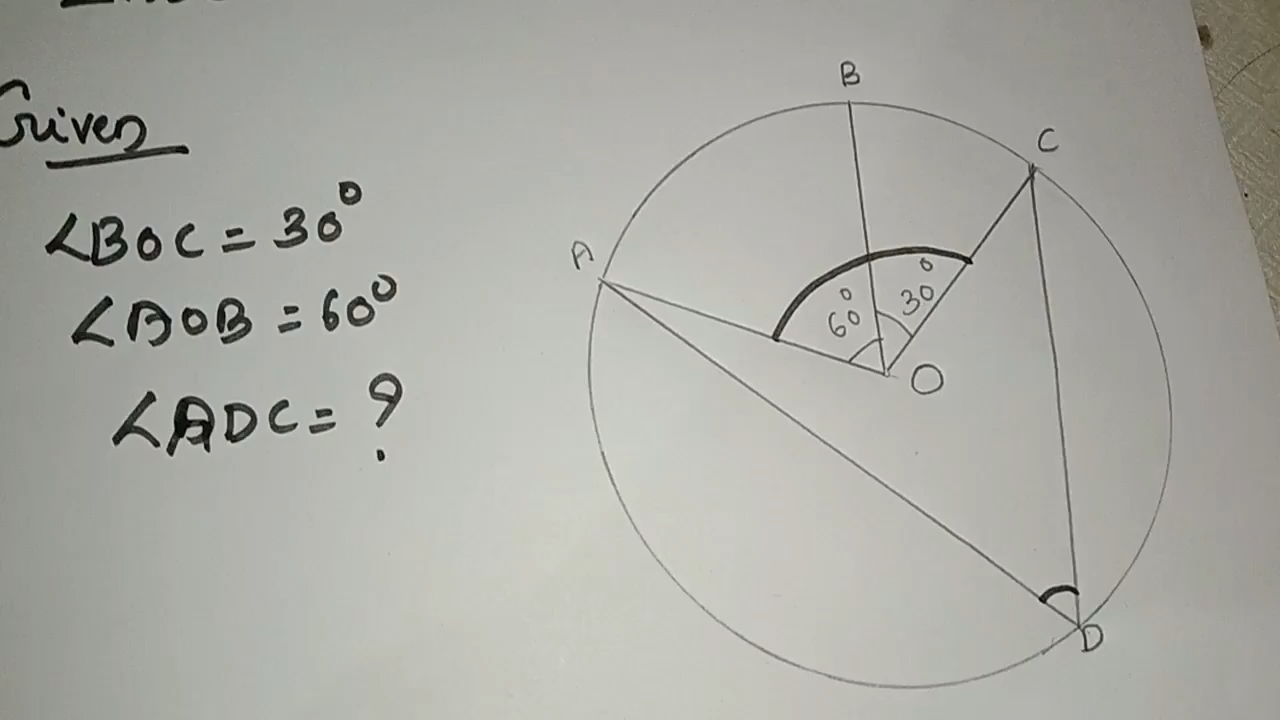 Given
∠BOC = 30°
∠AOB = 60°
∠ADC = ?
B
C
A
60°
30°
O
D